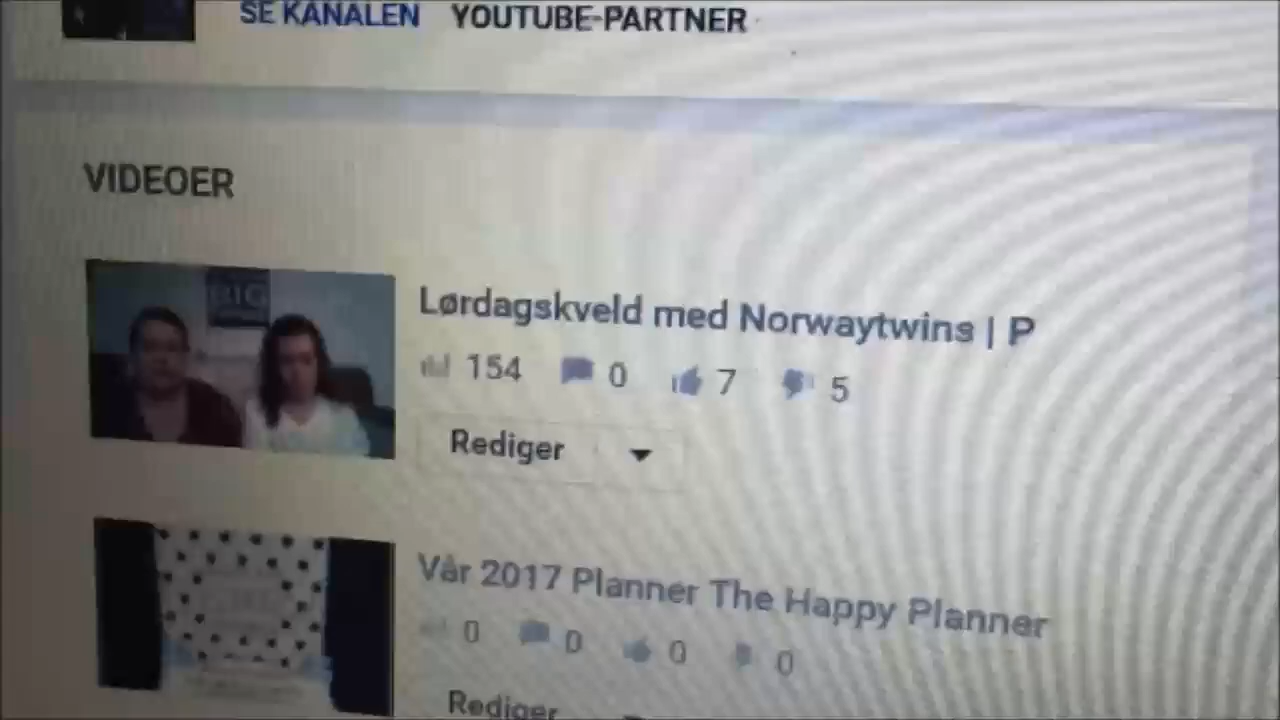 SE KANALEN YOUTUBE-PARTNER
VIDEOER
BIG
Lørdagskveld med Norwaytwins | P
154 0 7 5
Rediger
Vår 2017 Planner The Happy Planner
0 0 0 0
Rediger